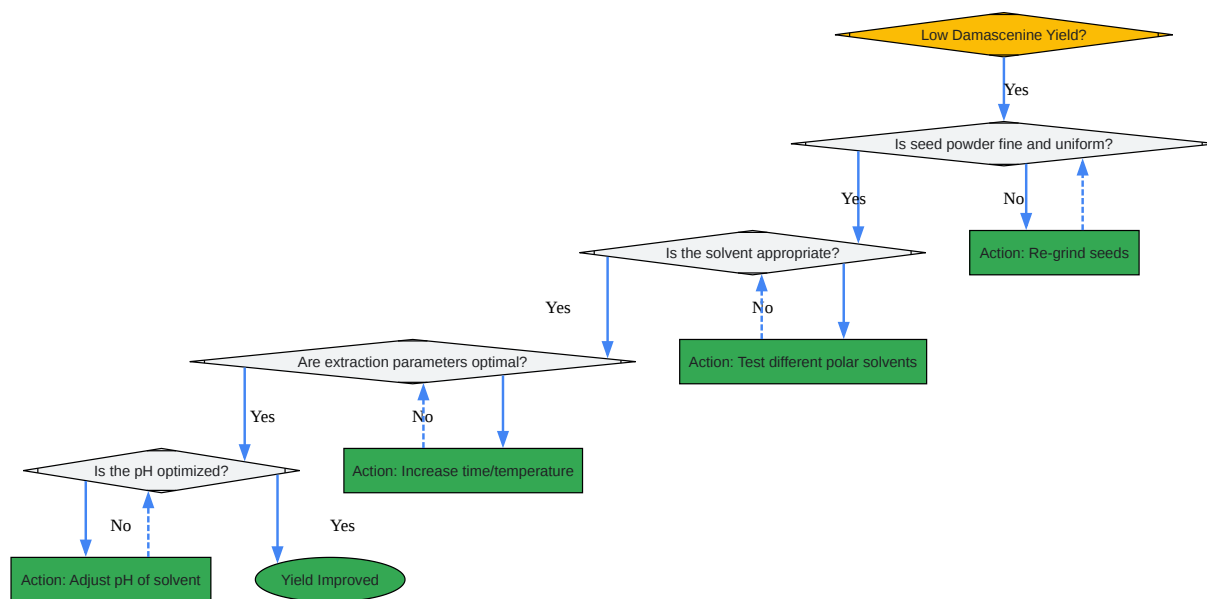 Low Damascenine Yield?
Yes
Is seed powder fine and uniform?
Yes
No
Is the solvent appropriate?
Action: Re-grind seeds
Yes
No
Are extraction parameters optimal?
Action: Test different polar solvents
Yes
No
Is the pH optimized?
Action: Increase time/temperature
No
Yes
Action: Adjust pH of solvent
Yield Improved